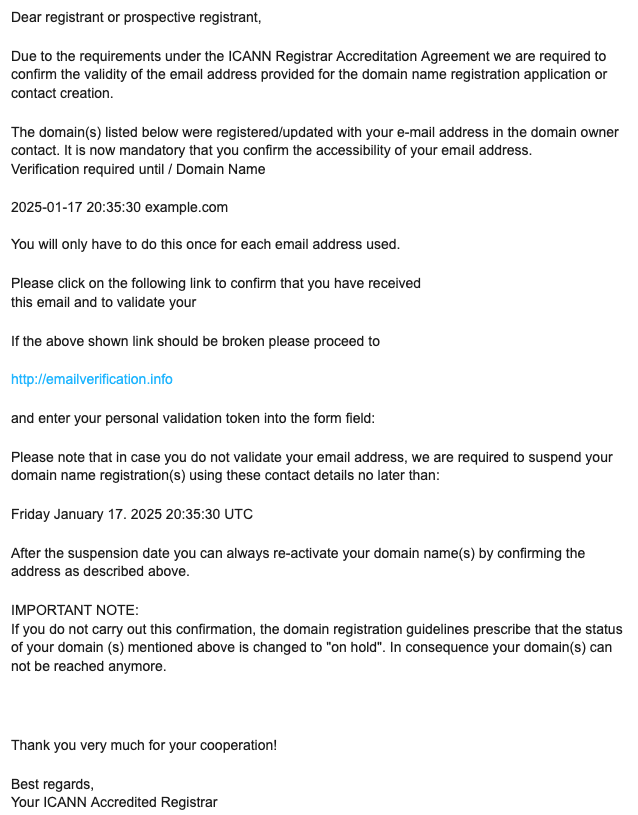 Dear registrant or prospective registrant,
Due to the requirements under the ICANN Registrar Accreditation Agreement we are required to
confirm the validity of the email address provided for the domain name registration application or
contact creation.
The domain(s) listed below were registered/updated with your e-mail address in the domain owner
contact. It is now mandatory that you confirm the accessibility of your email address.
Verification required until / Domain Name
2025-01-17 20:35:30 example.com
You will only have to do this once for each email address used.
Please click on the following link to confirm that you have received
this email and to validate your
If the above shown link should be broken please proceed to
http://emailverification.info
and enter your personal validation token into the form field:
Please note that in case you do not validate your email address, we are required to suspend your
domain name registration(s) using these contact details no later than:
Friday January 17. 2025 20:35:30 UTC
After the suspension date you can always re-activate your domain name(s) by confirming the
address as described above.
IMPORTANT NOTE:
If you do not carry out this confirmation, the domain registration guidelines prescribe that the status
of your domain (s) mentioned above is changed to "on hold". In consequence your domain(s) can
not be reached anymore.
Thank you very much for your cooperation!
Best regards,
Your ICANN Accredited Registrar